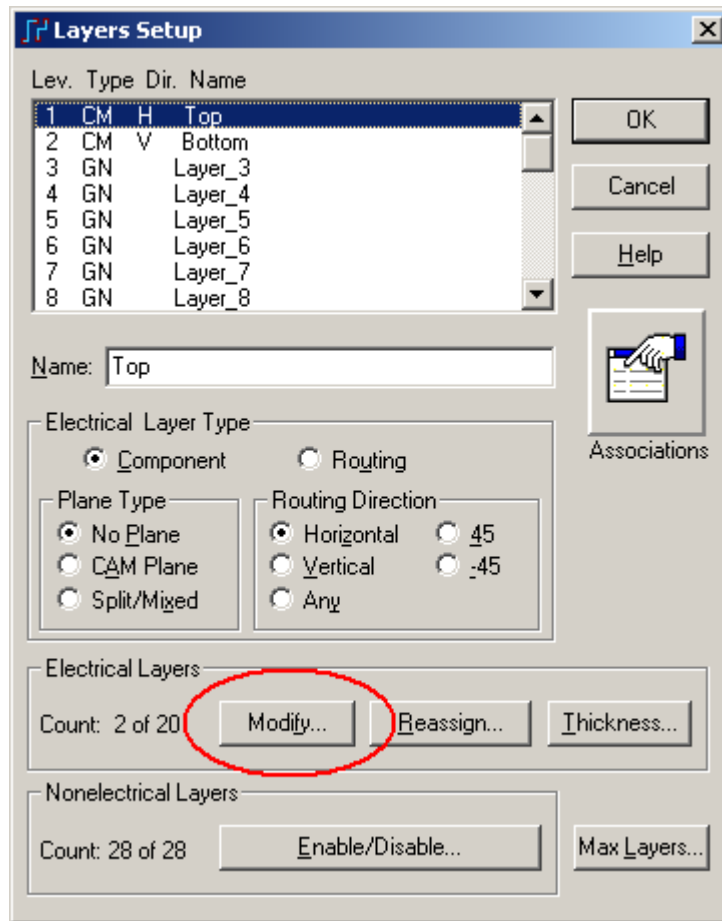 Layers Setup
Lev. Type Dir. Name
1 CM H Top
2 CM V Bottom
3 GN Layer_3
4 GN Layer_4
5 GN Layer_5
6 GN Layer_6
7 GN Layer_7
8 GN Layer_8
OK
Cancel
Help
Name: Top
Associations
Electrical Layer Type
Component Routing
Plane Type
No Plane
CAM Plane
Split/Mixed
Routing Direction
Horizontal 45
Vertical -45
Any
Electrical Layers
Count: 2 of 20 Modify... Reassign... Thickness...
Nonelectrical Layers
Count: 28 of 28 Enable/Disable...
Max Layers...